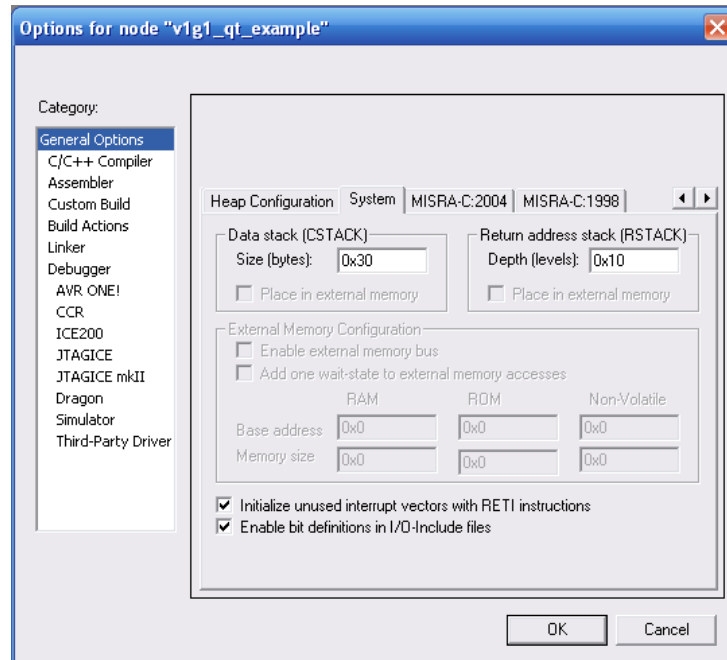 Options for node "v1g1_qt_example"
Category:
General Options
C/C++ Compiler
Assembler
Custom Build
Build Actions
Linker
Debugger
AVR ONE!
CCR
ICE200
JTAGICE
JTAGICE mkII
Dragon
Simulator
Third-Party Driver
Heap Configuration System MISRA-C:2004 MISRA-C:1998
Data stack (CSTACK)
Size (bytes): 0x30
Place in external memory
Return address stack (RSTACK)
Depth (levels): 0x10
Place in external memory
External Memory Configuration
Enable external memory bus
Add one wait-state to external memory accesses
RAM ROM Non-Volatile
Base address 0x0 0x0 0x0
Memory size 0x0 0x0 0x0
Initialize unused interrupt vectors with RETI instructions
Enable bit definitions in I/O-Include files
OK Cancel